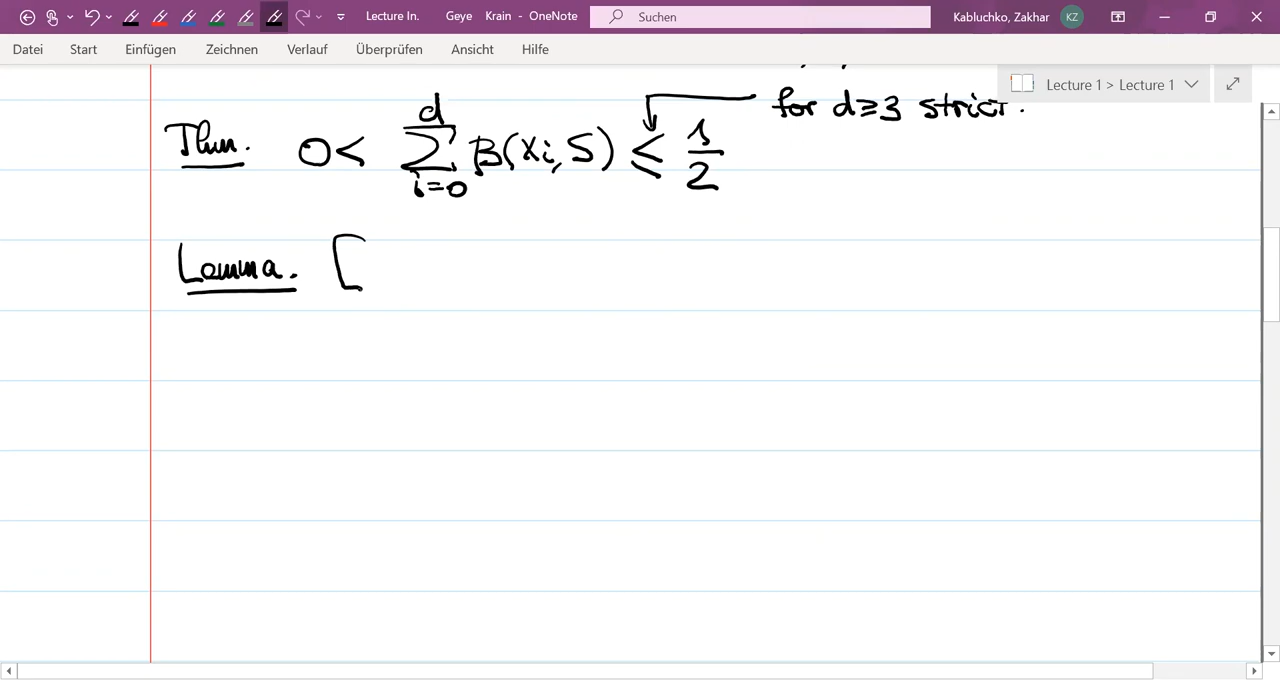 Lecture In. Geye Krain - OneNote
Suchen
Kabluchko, Zakhar KZ
Datei Start Einfügen Zeichnen Verlauf Überprüfen Ansicht Hilfe
Lecture 1 > Lecture 1
for d≥3 strict.
Thm. 0 < ∑_{i=0}^{d} β(Xi, S) ≤ 1/2
Lemma. [